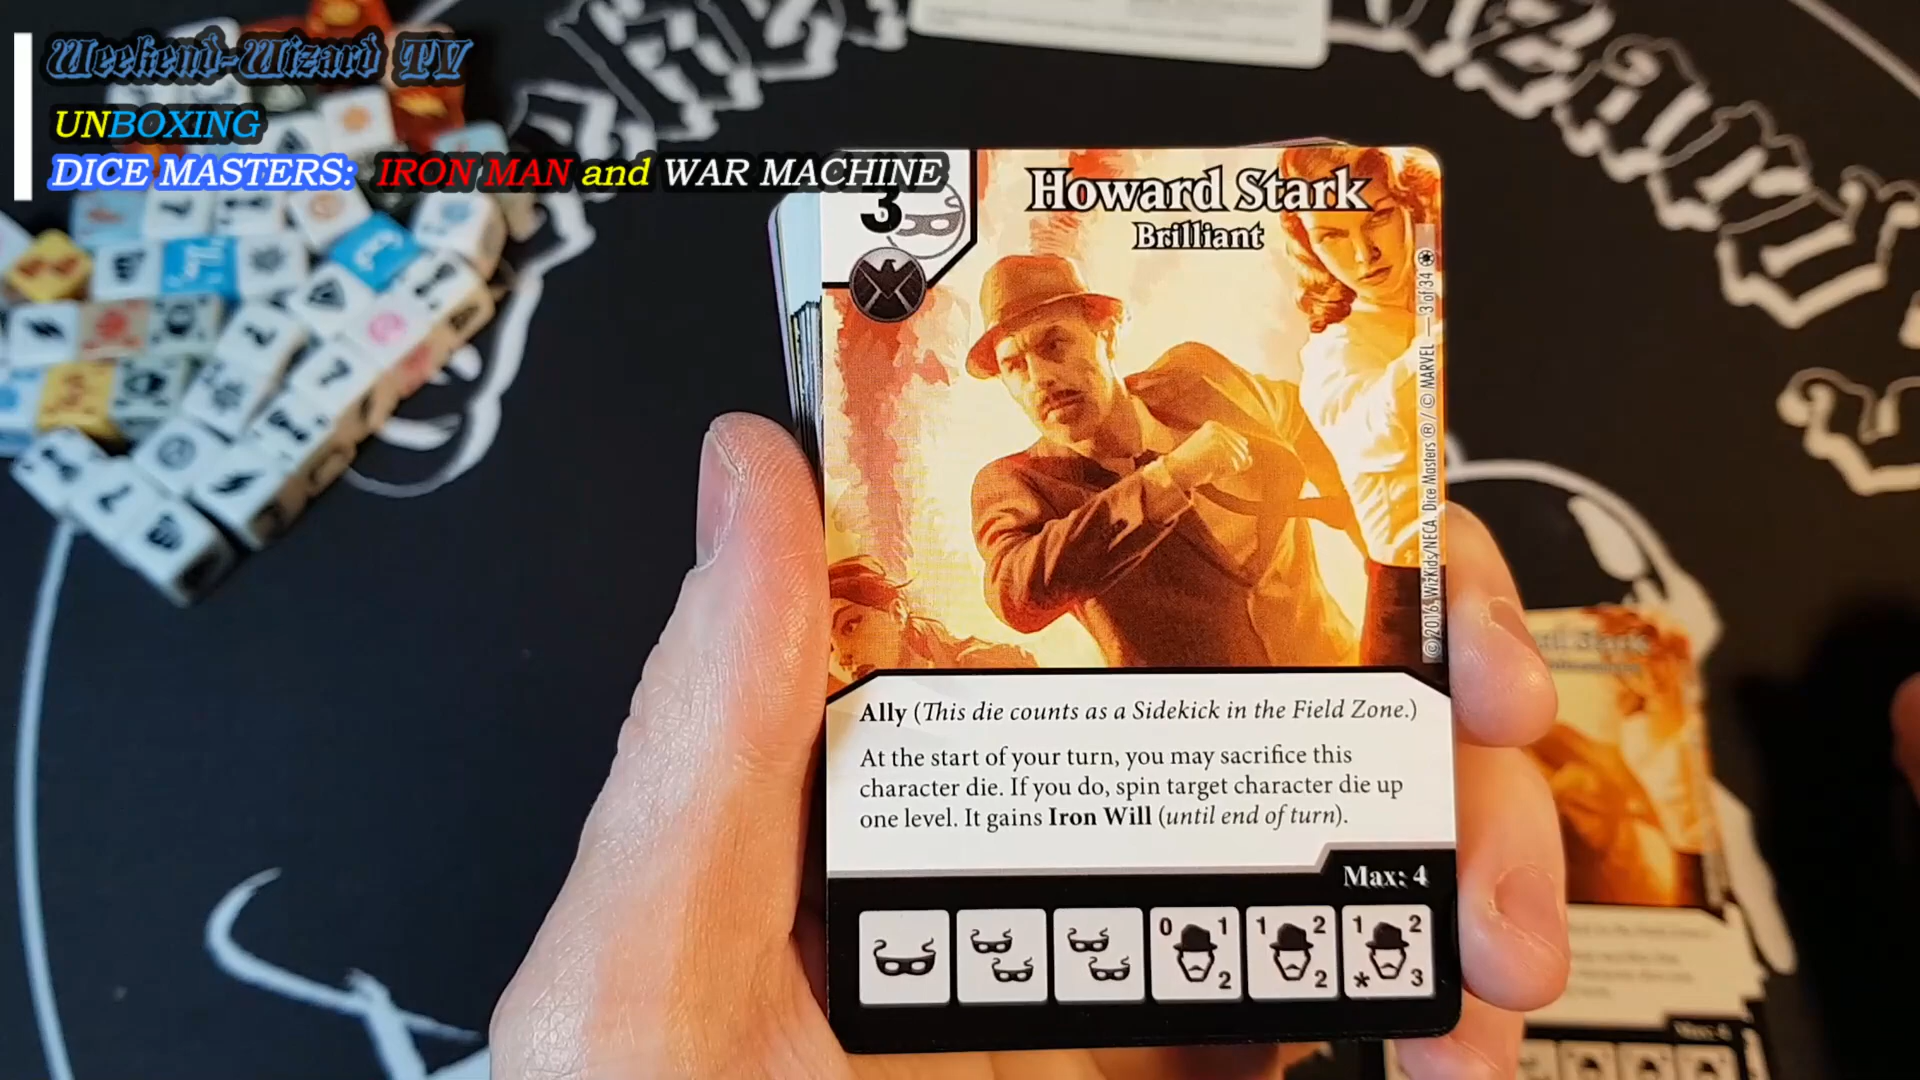 Weekend-Wizard TV
UNBOXING
DICE MASTERS: IRON MAN and WAR MACHINE
3
Howard Stark
Brilliant
©2016 WizKids/NECA. Dice Masters ® / © MARVEL — 3 of 34
Ally (This die counts as a Sidekick in the Field Zone.)
At the start of your turn, you may sacrifice this
character die. If you do, spin target character die up
one level. It gains Iron Will (until end of turn).
Max: 4
0 1 2
1 2 2
1 2 * 3